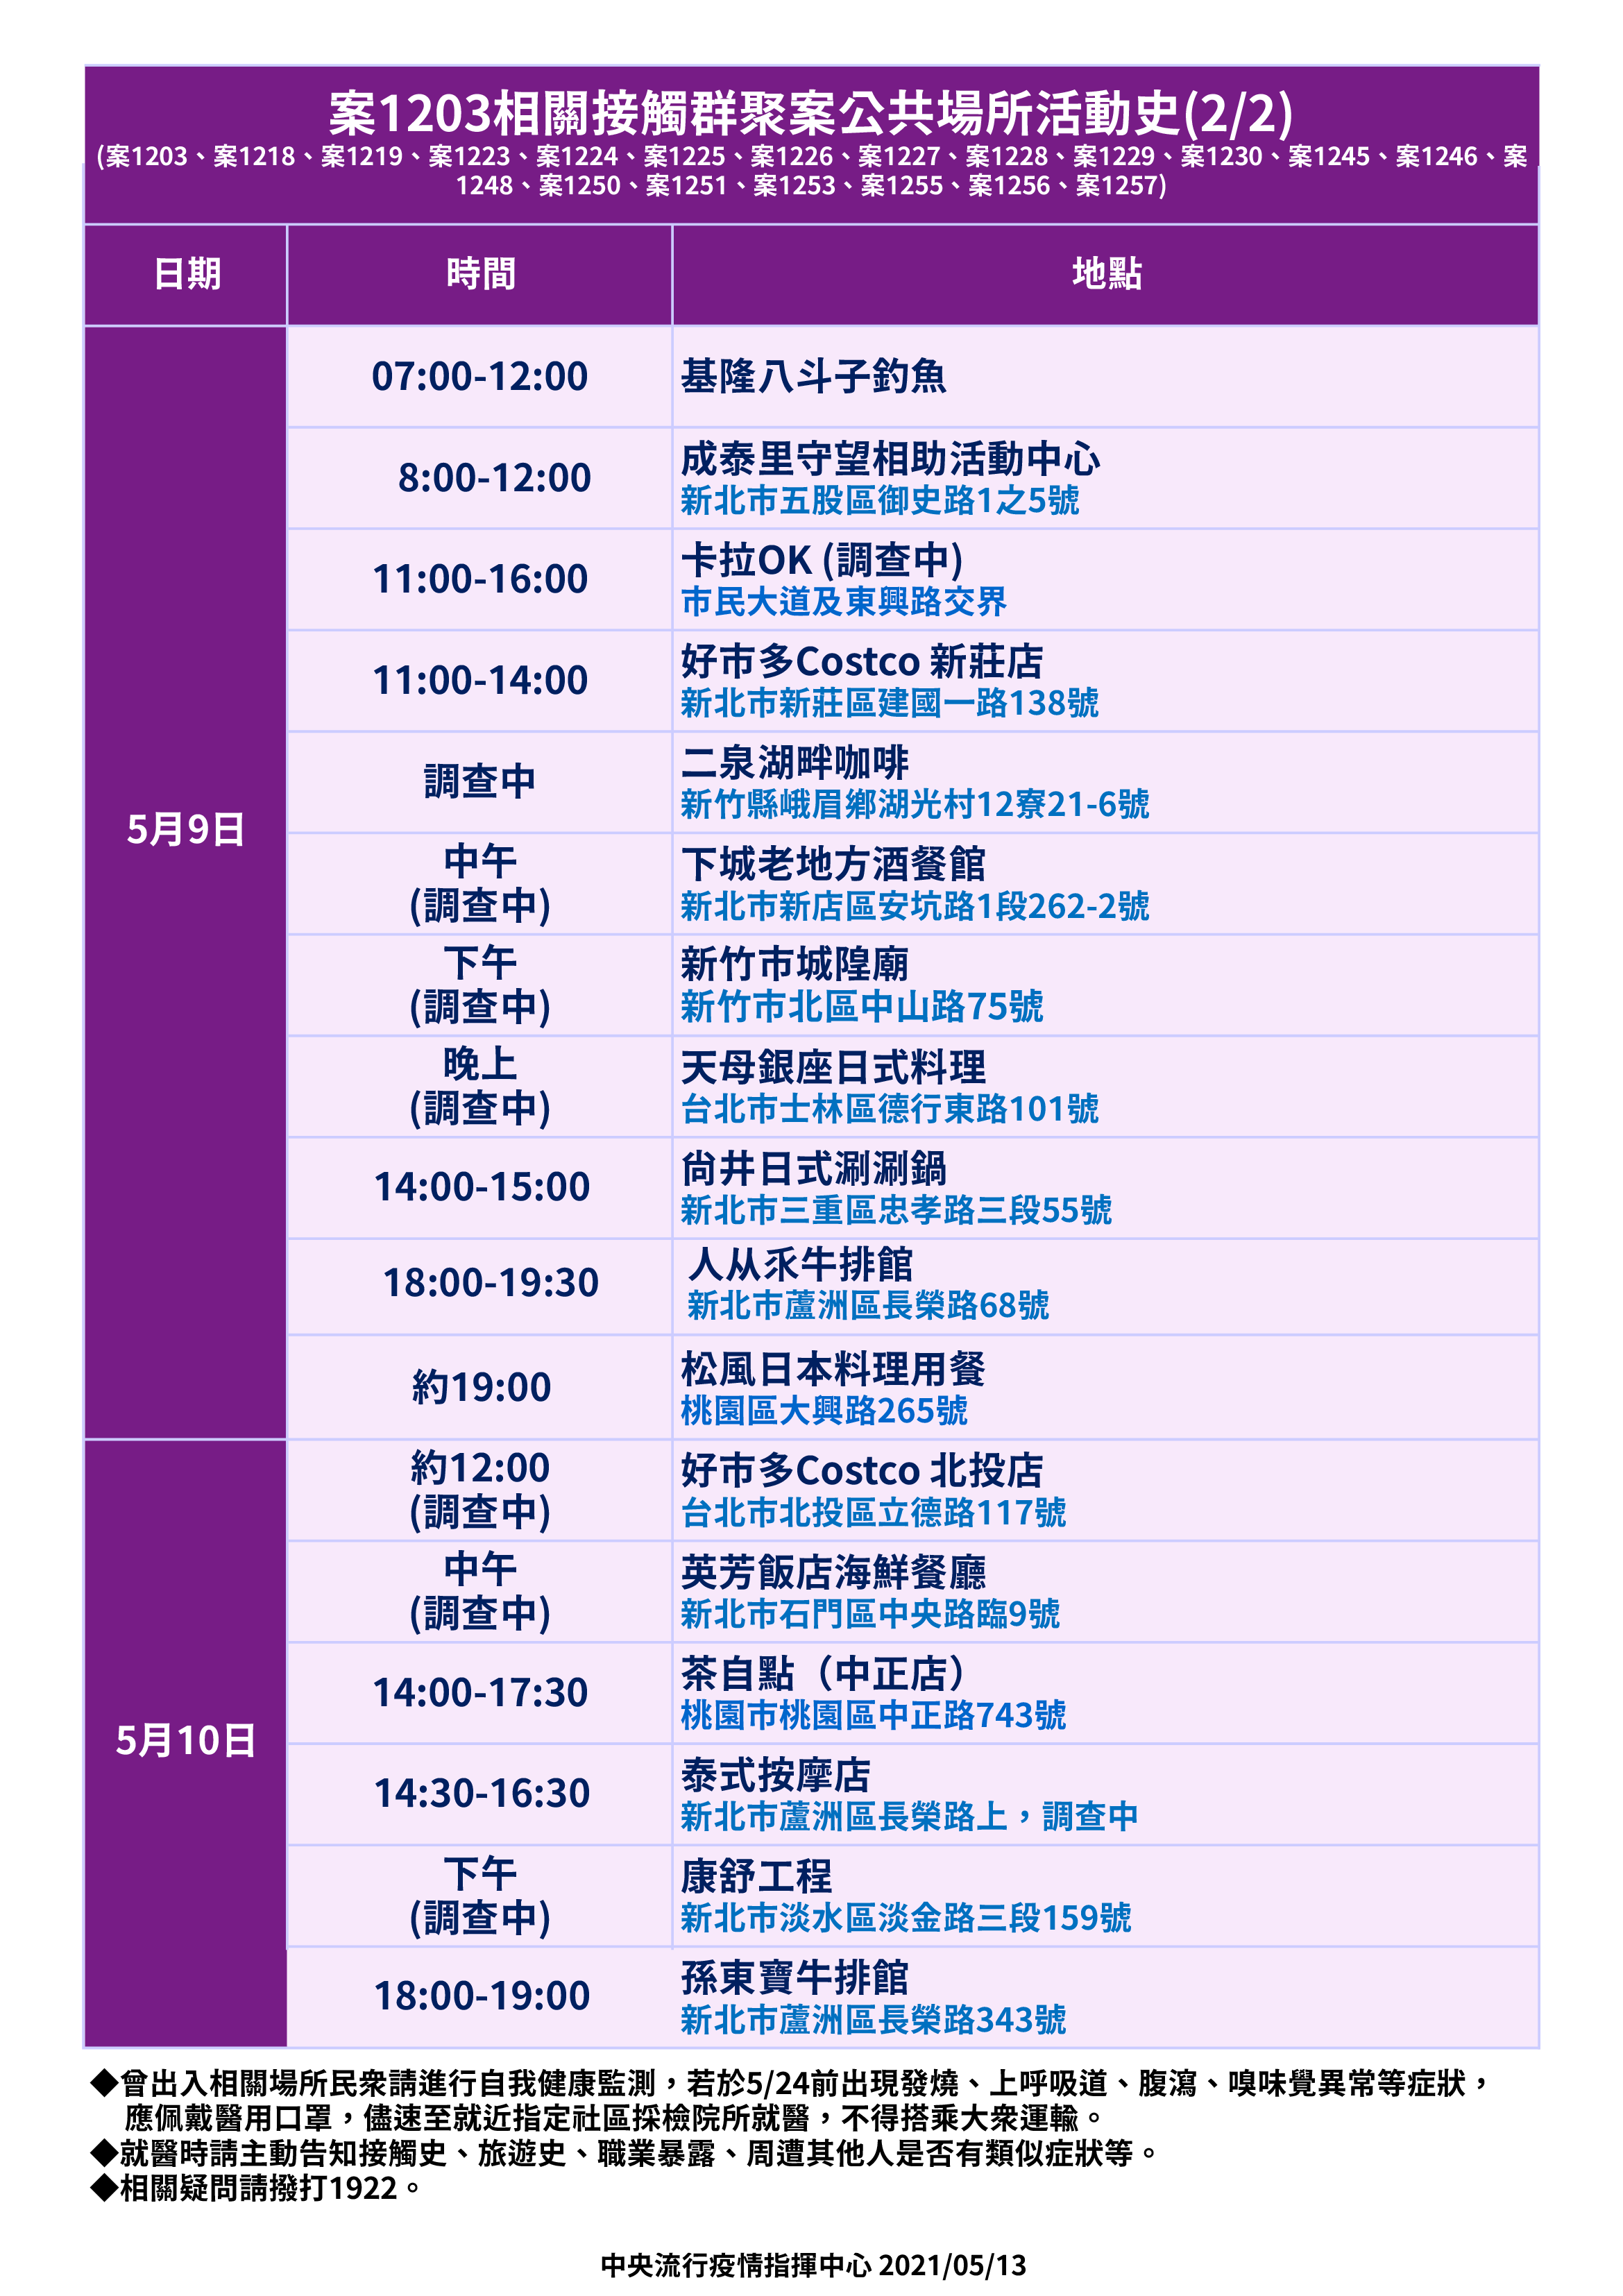 案1203相關接觸群聚案公共場所活動史(2/2)
(案1203、案1218、案1219、案1223、案1224、案1225、案1226、案1227、案1228、案1229、案1230、案1245、案1246、案
1248、案1250、案1251、案1253、案1255、案1256、案1257)
日期 時間 地點
5月9日
07:00-12:00 基隆八斗子釣魚
8:00-12:00 成泰里守望相助活動中心
新北市五股區御史路1之5號
11:00-16:00 卡拉OK (調查中)
市民大道及東興路交界
11:00-14:00 好市多Costco 新莊店
新北市新莊區建國一路138號
調查中 二泉湖畔咖啡
新竹縣峨眉鄉湖光村12寮21-6號
中午
(調查中)
下城老地方酒餐館
新北市新店區安坑路1段262-2號
下午
(調查中)
新竹市城隍廟
新竹市北區中山路75號
晚上
(調查中)
天母銀座日式料理
台北市士林區德行東路101號
14:00-15:00 尙井日式涮涮鍋
新北市三重區忠孝路三段55號
18:00-19:30 人从㐺牛排館
新北市蘆洲區長榮路68號
約19:00 松風日本料理用餐
桃園區大興路265號
5月10日
約12:00
(調查中)
好市多Costco 北投店
台北市北投區立德路117號
中午
(調查中)
英芳飯店海鮮餐廳
新北市石門區中央路臨9號
14:00-17:30 茶自點（中正店）
桃園市桃園區中正路743號
14:30-16:30 泰式按摩店
新北市蘆洲區長榮路上，調查中
下午
(調查中)
康舒工程
新北市淡水區淡金路三段159號
18:00-19:00 孫東寶牛排館
新北市蘆洲區長榮路343號
◆曾出入相關場所民衆請進行自我健康監測，若於5/24前出現發燒、上呼吸道、腹瀉、嗅味覺異常等症狀，
應佩戴醫用口罩，儘速至就近指定社區採檢院所就醫，不得搭乘大衆運輸。
◆就醫時請主動告知接觸史、旅遊史、職業暴露、周遭其他人是否有類似症狀等。
◆相關疑問請撥打1922。
中央流行疫情指揮中心 2021/05/13